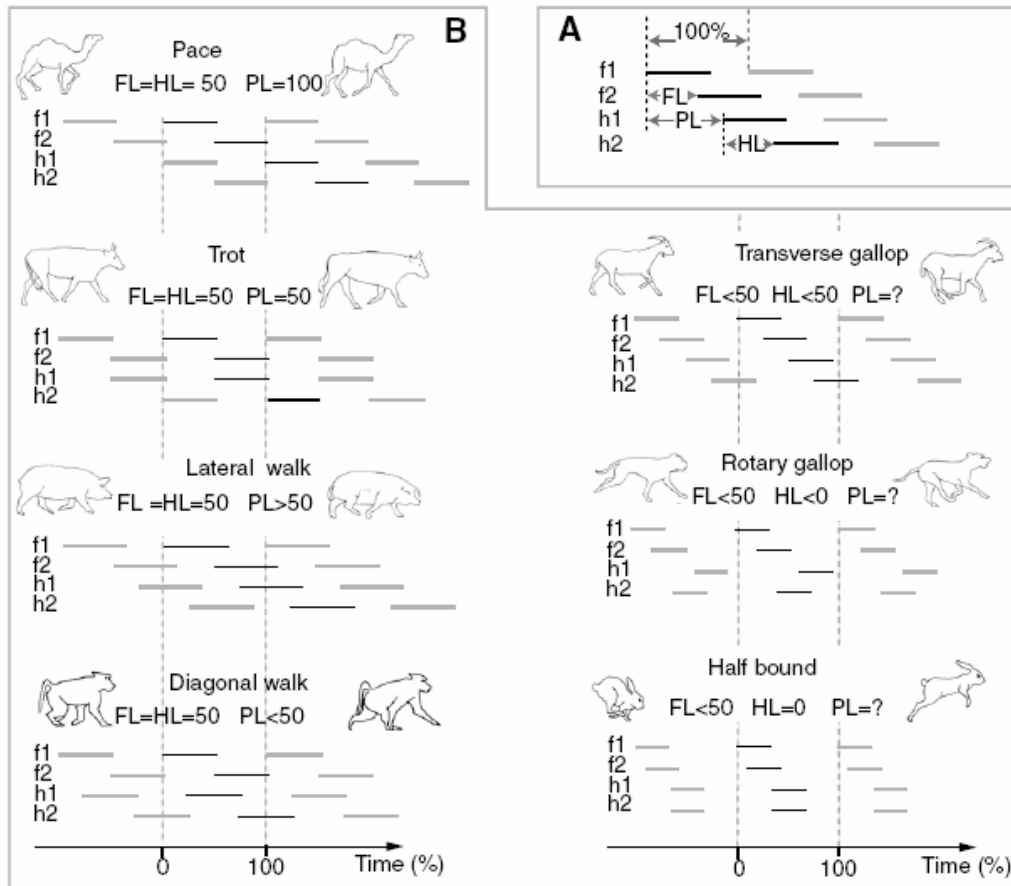 B
Pace
FL=HL= 50 PL=100
f1
f2
h1
h2
Trot
FL=HL=50 PL=50
f1
f2
h1
h2
Lateral walk
FL =HL=50 PL>50
f1
f2
h1
h2
Diagonal walk
FL=HL=50 PL<50
f1
f2
h1
h2
0 100 Time (%)
A
100%
f1
f2 FL
h1 PL
h2 HL
Transverse gallop
FL<50 HL<50 PL=?
f1
f2
h1
h2
Rotary gallop
FL<50 HL<0 PL=?
f1
f2
h1
h2
Half bound
FL<50 HL=0 PL=?
f1
f2
h1
h2
0 100 Time (%)